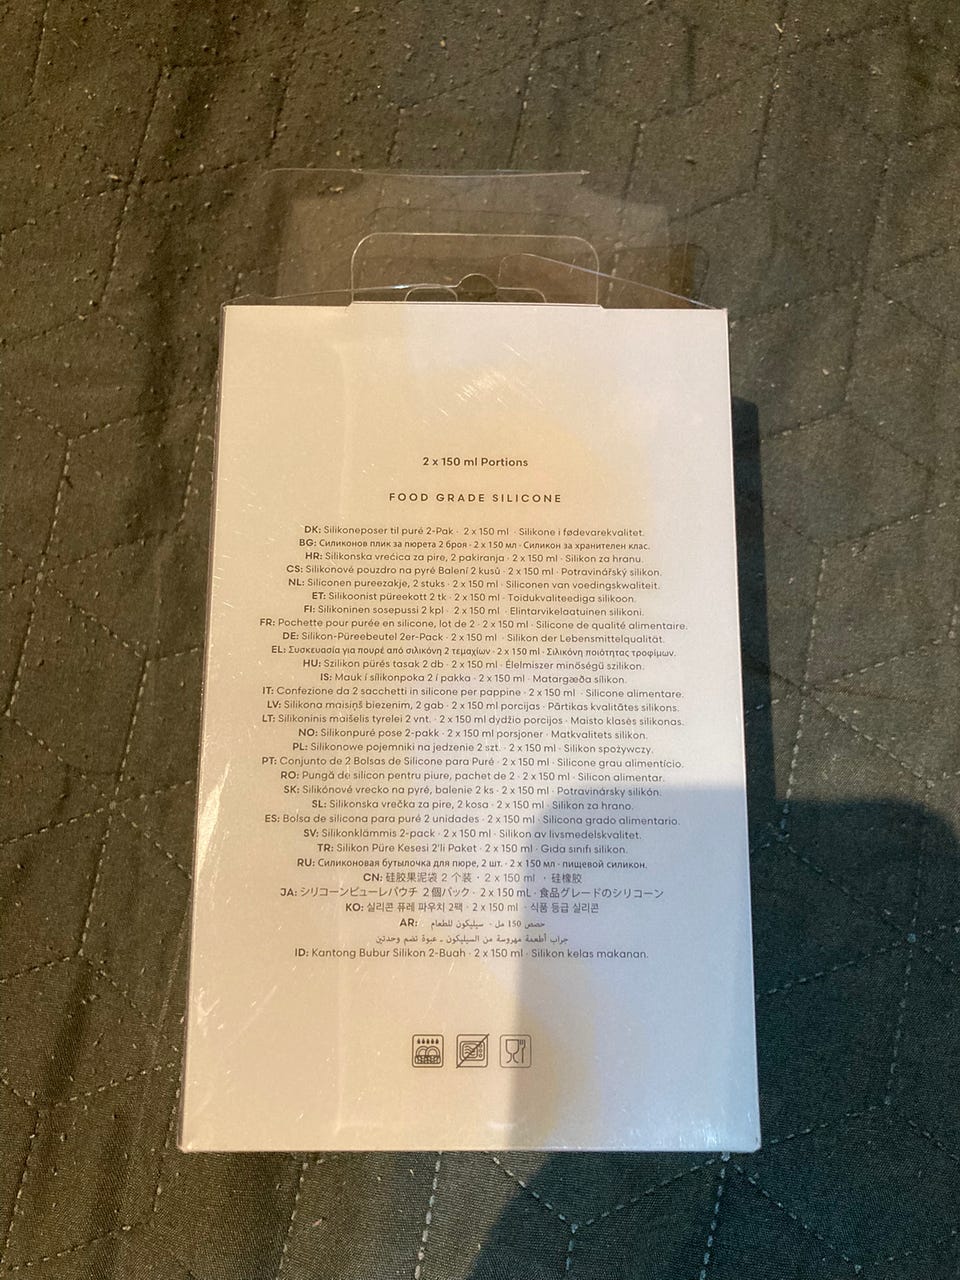 2 x 150 ml Portions
FOOD GRADE SILICONE
DK: Silikoneposer til puré 2-Pak · 2 x 150 ml · Silikone i fødevarekvalitet.
BG: Силиконов плик за пюрета 2 броя · 2 x 150 мл · Силикон за хранителен клас.
HR: Silikonska vrećica za pire, 2 pakiranja · 2 x 150 ml · Silikon za hranu.
CS: Silikonové pouzdro na pyré Balení 2 kusů · 2 x 150 ml · Potravinářský silikon.
NL: Siliconen pureezakje, 2 stuks · 2 x 150 ml · Siliconen van voedingskwaliteit.
ET: Silikoonist püreekott 2 tk · 2 x 150 ml · Toidukvaliteediga silikoon.
FI: Silikoninen sosepussi 2 kpl · 2 x 150 ml · Elintarvikelaatuinen silikoni.
FR: Pochette pour purée en silicone, lot de 2 · 2 x 150 ml · Silicone de qualité alimentaire.
DE: Silikon-Püreebeutel 2er-Pack · 2 x 150 ml · Silikon der Lebensmittelqualität.
EL: Συσκευασία για πουρέ από σιλικόνη 2 τεμαχίων · 2 x 150 ml · Σιλικόνη ποιότητας τροφίμων.
HU: Szilikon pürés tasak 2 db · 2 x 150 ml · Élelmiszer minőségű szilikon.
IS: Mauk í sílikonpoka 2 í pakka · 2 x 150 ml · Matargæða sílikon.
IT: Confezione da 2 sacchetti in silicone per pappine · 2 x 150 ml · Silicone alimentare.
LV: Silikona maisiņš biezenim, 2 gab · 2 x 150 ml porcijas · Pārtikas kvalitātes silikons.
LT: Silikoninis maišelis tyrelei 2 vnt. · 2 x 150 ml dydžio porcijos · Maisto klasės silikonas.
NO: Silikonpuré pose 2-pakk · 2 x 150 ml porsjoner · Matkvalitets silikon.
PL: Silikonowe pojemniki na jedzenie 2 szt. · 2 x 150 ml · Silikon spożywczy.
PT: Conjunto de 2 Bolsas de Silicone para Puré · 2 x 150 ml · Silicone grau alimentício.
RO: Pungă de silicon pentru piure, pachet de 2 · 2 x 150 ml · Silicon alimentar.
SK: Silikónové vrecko na pyré, balenie 2 ks · 2 x 150 ml · Potravinársky silikón.
SL: Silikonska vrečka za pire, 2 kosa · 2 x 150 ml · Silikon za hrano.
ES: Bolsa de silicona para puré 2 unidades · 2 x 150 ml · Silicona grado alimentario.
SV: Silikonklämmis 2-pack · 2 x 150 ml · Silikon av livsmedelskvalitet.
TR: Silikon Püre Kesesi 2'li Paket · 2 x 150 ml · Gıda sınıfı silikon.
RU: Силиконовая бутылочка для пюре, 2 шт. · 2 x 150 мл · пищевой силикон.
CN: 硅胶果泥袋 2 个装 · 2 x 150 ml · 硅橡胶
JA: シリコーンピューレパウチ 2個パック · 2 x 150 mL · 食品グレードのシリコーン
KO: 실리콘 퓨레 파우치 2팩 · 2 x 150 ml · 식품 등급 실리콘
AR: حصص 150 مل - سيليكون للطعام
جراب أطعمة مهروسة من السيليكون - عبوة تضم وحدتين
ID: Kantong Bubur Silikon 2-Buah · 2 x 150 ml · Silikon kelas makanan.